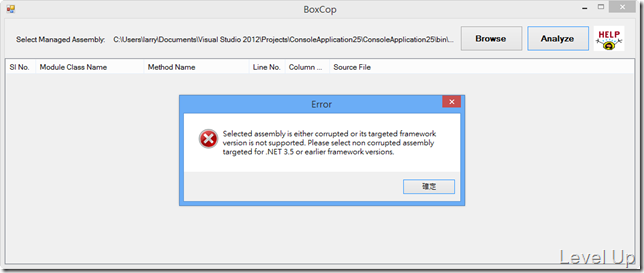 BoxCop
Select Managed Assembly: C:\Users\larry\Documents\Visual Studio 2012\Projects\ConsoleApplication25\ConsoleApplication25\bin\...
Browse
Analyze
HELP
Sl No. Module Class Name Method Name Line No. Column ... Source File
Error
Selected assembly is either corrupted or its targeted framework
version is not supported. Please select non corrupted assembly
targeted for .NET 3.5 or earlier framework versions.
確定
Level Up